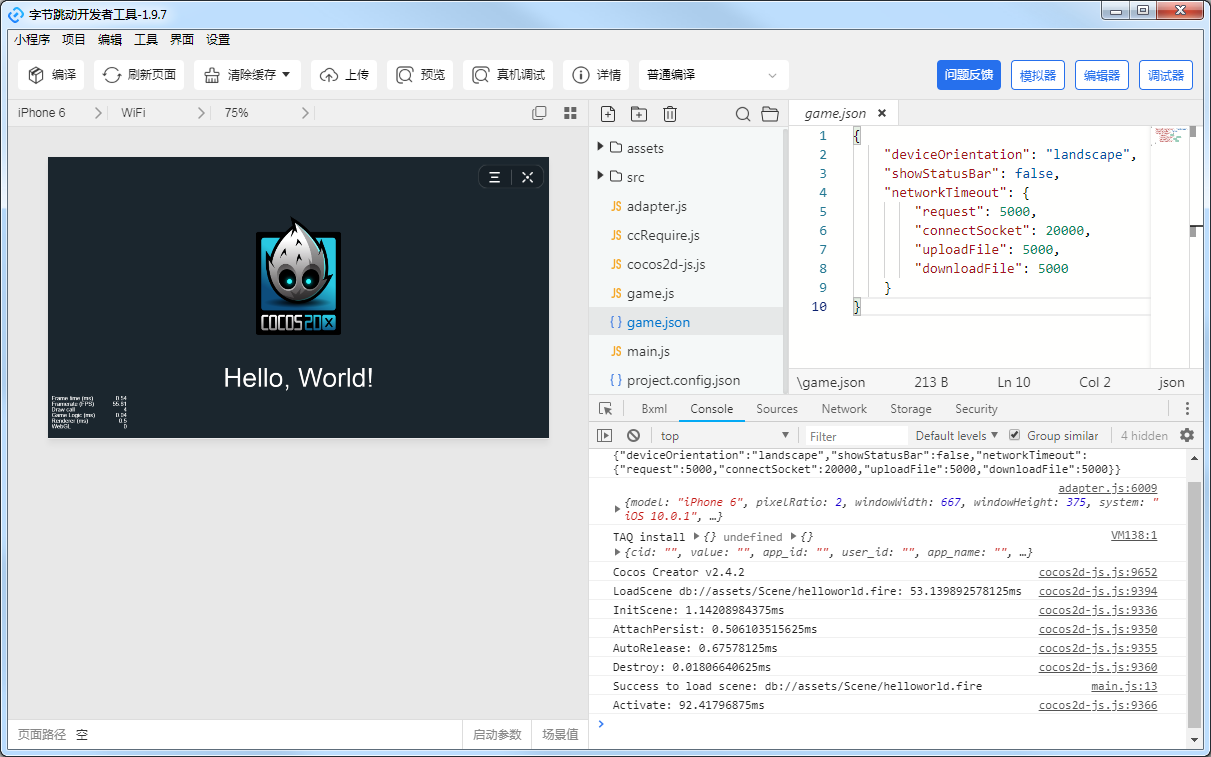 字节跳动开发者工具-1.9.7
小程序 项目 编辑 工具 界面 设置
编译 刷新页面 清除缓存 上传 预览 真机调试 详情 普通编译 问题反馈 模拟器 编辑器 调试器
iPhone 6 WiFi 75%
COCOS2DX
Hello, World!
Frame time (ms) 0.54
Framerate (FPS) 55.51
Draw call 4
Game Logic (ms) 0.04
Renderer (ms) 0.5
WebGL 0
页面路径 空 启动参数 场景值
assets
src
JS adapter.js
JS ccRequire.js
JS cocos2d-js.js
JS game.js
{ } game.json
JS main.js
{ } project.config.json
game.json
1 {
2 "deviceOrientation": "landscape",
3 "showStatusBar": false,
4 "networkTimeout": {
5 "request": 5000,
6 "connectSocket": 20000,
7 "uploadFile": 5000,
8 "downloadFile": 5000
9 }
10 }
\game.json 213 B Ln 10 Col 2 json
Bxml Console Sources Network Storage Security
top Filter Default levels Group similar 4 hidden
{"deviceOrientation":"landscape","showStatusBar":false,"networkTimeout":
{"request":5000,"connectSocket":20000,"uploadFile":5000,"downloadFile":5000}}
adapter.js:6009
{model: "iPhone 6", pixelRatio: 2, windowWidth: 667, windowHeight: 375, system: "
iOS 10.0.1", …}
TAQ install {} undefined {} VM138:1
{cid: "", value: "", app_id: "", user_id: "", app_name: "", …}
Cocos Creator v2.4.2 cocos2d-js.js:9652
LoadScene db://assets/Scene/helloworld.fire: 53.139892578125ms cocos2d-js.js:9394
InitScene: 1.14208984375ms cocos2d-js.js:9336
AttachPersist: 0.506103515625ms cocos2d-js.js:9350
AutoRelease: 0.67578125ms cocos2d-js.js:9355
Destroy: 0.01806640625ms cocos2d-js.js:9360
Success to load scene: db://assets/Scene/helloworld.fire main.js:13
Activate: 92.41796875ms cocos2d-js.js:9366